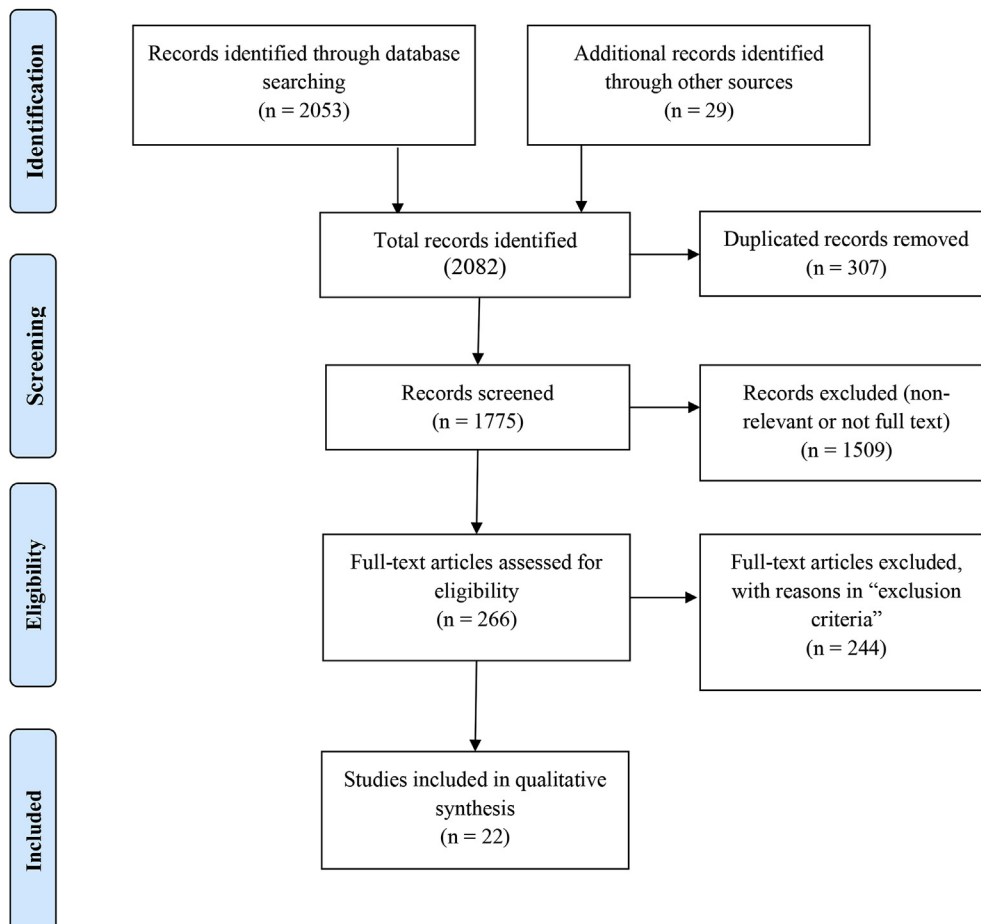 Identification
Records identified through database
searching
(n = 2053)
Additional records identified
through other sources
(n = 29)
Total records identified
(2082)
Duplicated records removed
(n = 307)
Screening
Records screened
(n = 1775)
Records excluded (non-
relevant or not full text)
(n = 1509)
Eligibility
Full-text articles assessed for
eligibility
(n = 266)
Full-text articles excluded,
with reasons in “exclusion
criteria”
(n = 244)
Included
Studies included in qualitative
synthesis
(n = 22)